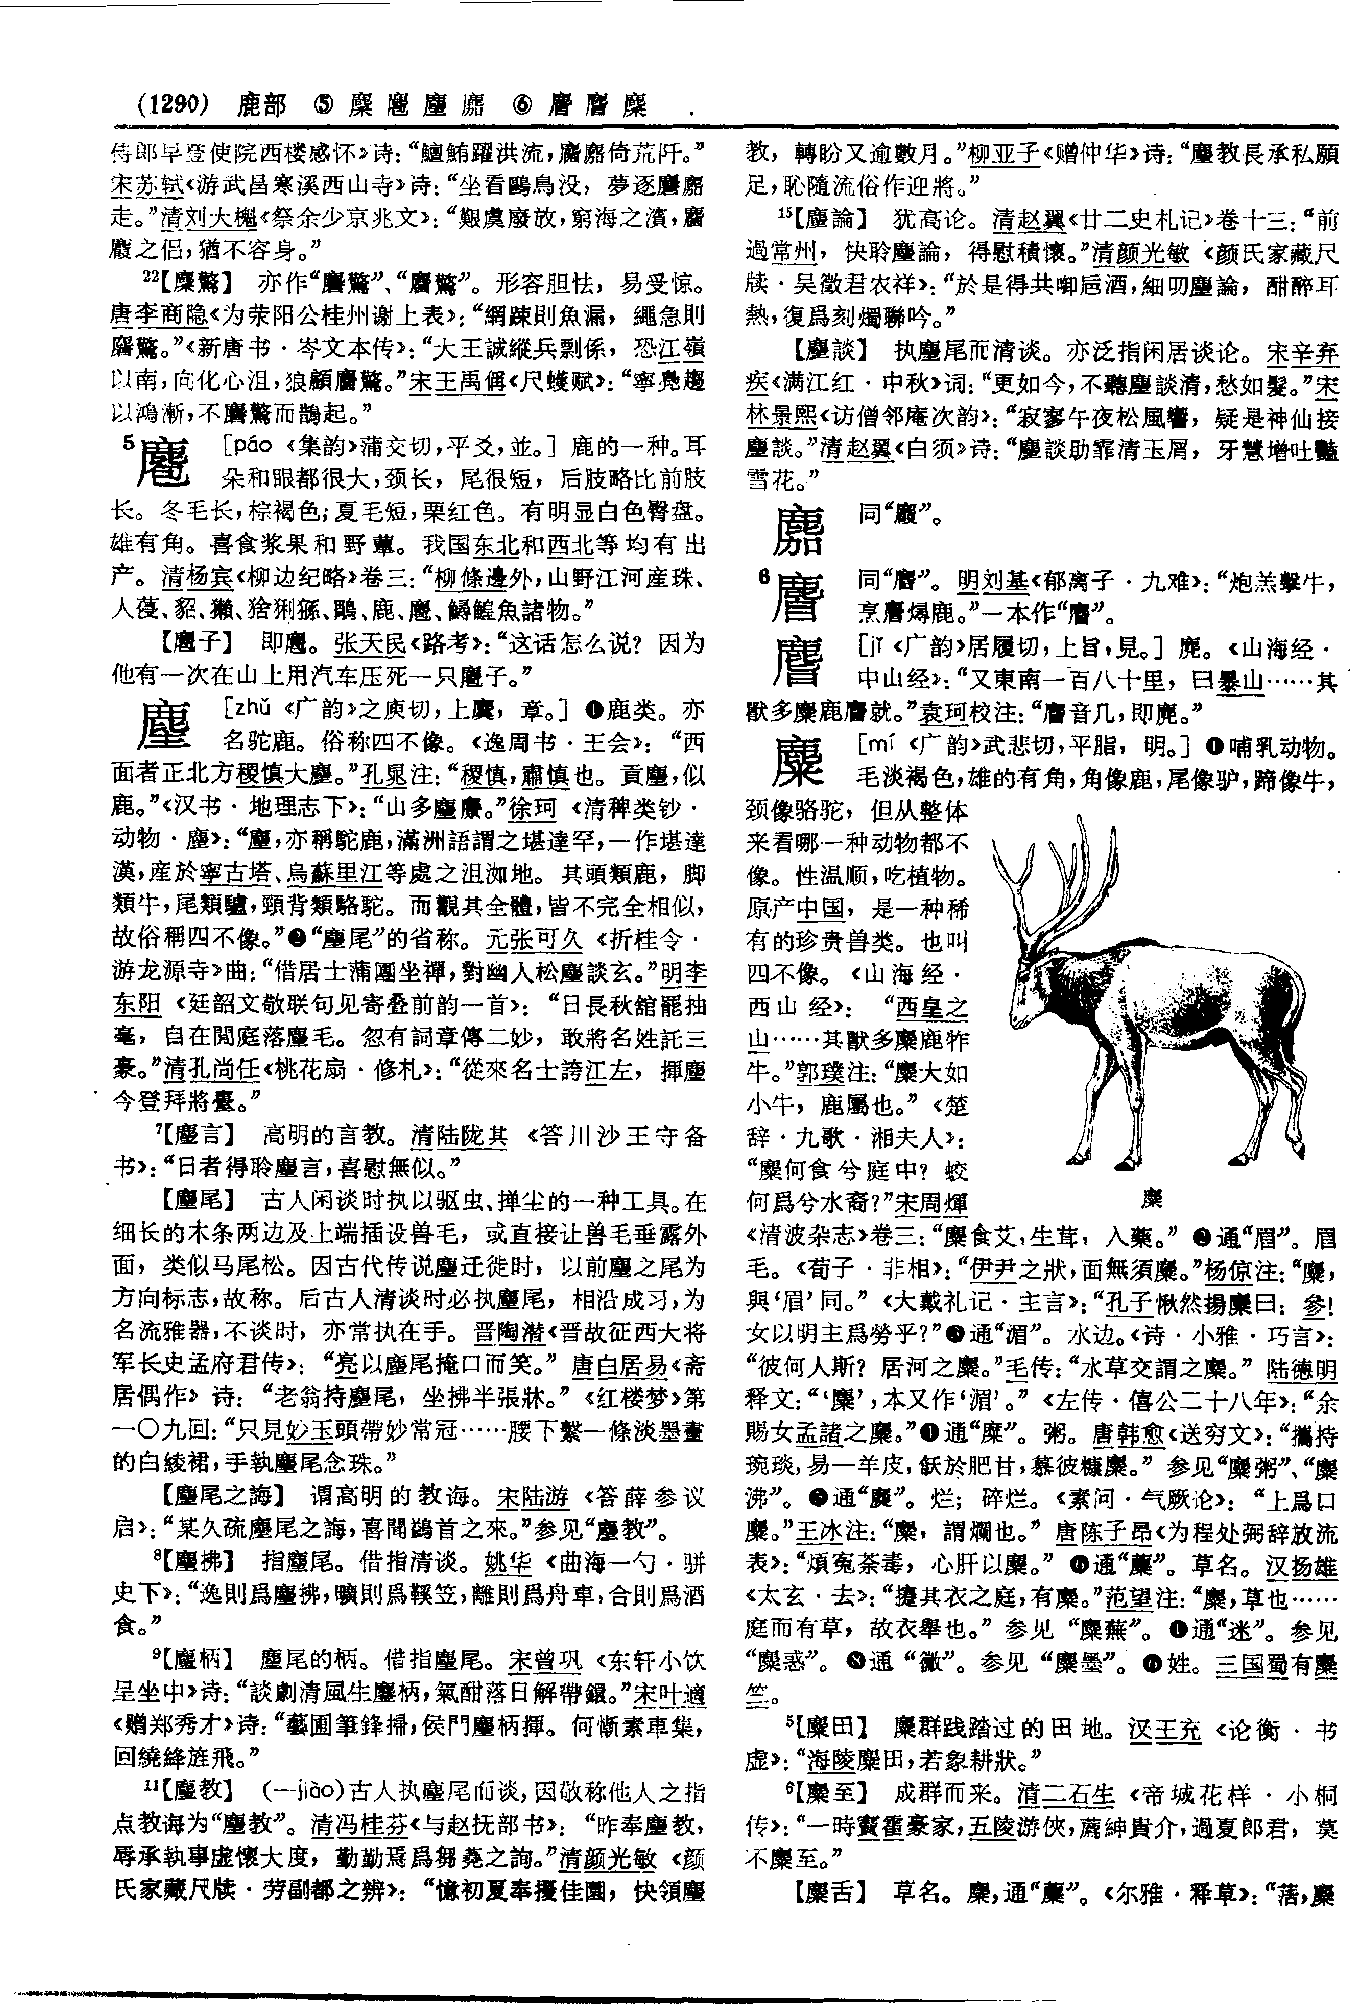 (1290) 鹿部 ⑤ 麇麅麈麚 ⑥ 麏麐麋
侍郎早登使院西楼感怀》诗：“鱣鮪躍洪流，麏麚倚荒阡。”
宋苏轼《游武昌寒溪西山寺》诗：“坐看鷗鳥没，夢逐麏麚
走。”清刘大櫆《祭余少京兆文》：“艱虞廢放，窮海之濱，麏
麚之侣，猶不容身。”
22【麇驚】 亦作“麕驚”、“麏驚”。形容胆怯，易受惊。
唐李商隐《为荥阳公桂州谢上表》：“網疎則魚漏，繩急則
麏驚。”《新唐书·岑文本传》：“大王誠縱兵剽係，恐江嶺
以南，向化心沮，狼顧麏驚。”宋王禹偁《尺蠖赋》：“寧鳧趨
以鴻漸，不麕驚而鵲起。”
5麅 [páo《集韵》蒲交切，平爻，並。] 鹿的一种。耳
朵和眼都很大，颈长，尾很短，后肢略比前肢
长。冬毛长，棕褐色；夏毛短，栗红色。有明显白色臀盘。
雄有角。喜食浆果和野蕈。我国东北和西北等均有出
产。清杨宾《柳边纪略》卷三：“柳條邊外，山野江河産珠、
人蓡、貂、獺、猞猁猻、鵰、鹿、麅、鱘鰉魚諸物。”
【麅子】 即麅。张天民《路考》：“这话怎么说？因为
他有一次在山上用汽车压死一只麅子。”
麈 [zhǔ《广韵》之庾切，上麌，章。] ❶鹿类。亦
名驼鹿。俗称四不像。《逸周书·王会》：“西
面者正北方稷慎大麈。”孔晁注：“稷慎，肅慎也。貢麈，似
鹿。”《汉书·地理志下》：“山多麈麖。”徐珂《清稗类钞·
动物·麈》：“麈，亦稱駝鹿，滿洲語謂之堪達罕，一作堪達
漢，産於寧古塔、烏蘇里江等處之沮洳地。其頭類鹿，脚
類牛，尾類驢，頸背類駱駝。而觀其全體，皆不完全相似，
故俗稱四不像。”❷“麈尾”的省称。元张可久《折桂令·
游龙源寺》曲：“借居士蒲團坐禪，對幽人松麈談玄。”明李
东阳《廷韶文敬联句见寄叠前韵一首》：“日長秋舘罷抽
毫，自在閒庭落麈毛。忽有詞章傳二妙，敢將名姓託三
豪。”清孔尚任《桃花扇·修札》：“從來名士誇江左，揮麈
今登拜將臺。”
7【麈言】 高明的言教。清陆陇其《答川沙王守备
书》：“日者得聆麈言，喜慰無似。”
【麈尾】 古人闲谈时执以驱虫、掸尘的一种工具。在
细长的木条两边及上端插设兽毛，或直接让兽毛垂露外
面，类似马尾松。因古代传说麈迁徙时，以前麈之尾为
方向标志，故称。后古人清谈时必执麈尾，相沿成习，为
名流雅器，不谈时，亦常执在手。晋陶潜《晋故征西大将
军长史孟府君传》：“亮以麈尾掩口而笑。”唐白居易《斋
居偶作》诗：“老翁持麈尾，坐拂半張牀。”《红楼梦》第
一〇九回：“只見妙玉頭帶妙常冠……腰下繫一條淡墨畫
的白綾裙，手執麈尾念珠。”
【麈尾之誨】 谓高明的教诲。宋陆游《答薛参议
启》：“某久疏麈尾之誨，喜聞鷁首之來。”参见“麈教”。
8【麈拂】 指麈尾。借指清谈。姚华《曲海一勺·骈
史下》：“逸則爲麈拂，曠則爲鞵笠，離則爲舟車，合則爲酒
食。”
9【麈柄】 麈尾的柄。借指麈尾。宋曾巩《东轩小饮
呈坐中》诗：“談劇清風生麈柄，氣酣落日解帶鐶。”宋叶適
《赠郑秀才》诗：“藝圃筆鋒掃，侯門麈柄揮。何慚素車集，
回繞絳旌飛。”
11【麈教】 (—jiào)古人执麈尾而谈，因敬称他人之指
点教诲为“麈教”。清冯桂芬《与赵抚部书》：“昨奉麈教，
辱承執事虚懷大度，勤勤焉爲芻蕘之詢。”清颜光敏《颜
氏家藏尺牍·劳副都之辨》：“憶初夏奉擾佳園，快領麈
教，轉盼又逾數月。”柳亚子《赠仲华》诗：“麈教長承私願
足，恥隨流俗作迎將。”
15【麈論】 犹高论。清赵翼《廿二史札记》卷十三：“前
過常州，快聆麈論，得慰積懷。”清颜光敏《颜氏家藏尺
牍·吴徵君农祥》：“於是得共啣巵酒，細叨麈論，酣醉耳
熱，復爲刻燭聯吟。”
【麈談】 执麈尾而清谈。亦泛指闲居谈论。宋辛弃
疾《满江红·中秋》词：“更如今，不聽麈談清，愁如髮。”宋
林景熙《访僧邻庵次韵》：“寂寥午夜松風響，疑是神仙接
麈談。”清赵翼《白须》诗：“麈談助霏清玉屑，牙慧增吐豔
雪花。”
麚 同“麚”。
6麏 同“麏”。明刘基《郁离子·九难》：“炮羔擊牛，
烹麏燖鹿。”一本作“麏”。
[jǐ《广韵》居履切，上旨，見。] 麂。《山海经·
中山经》：“又東南一百八十里，曰暴山……其
獸多麋鹿麐就。”袁珂校注：“麐音几，即麂。”
麋 [mí《广韵》武悲切，平脂，明。] ❶哺乳动物。
毛淡褐色，雄的有角，角像鹿，尾像驴，蹄像牛，
颈像骆驼，但从整体
来看哪一种动物都不
像。性温顺，吃植物。
原产中国，是一种稀
有的珍贵兽类。也叫
四不像。《山海经·
西山经》：“西皇之
山……其獸多麋鹿㸲
牛。”郭璞注：“麋大如
小牛，鹿屬也。”《楚
辞·九歌·湘夫人》：
“麋何食兮庭中？蛟
何爲兮水裔？”宋周煇
麋
《清波杂志》卷三：“麋食艾，生茸，入藥。”❷通“眉”。眉
毛。《荀子·非相》：“伊尹之狀，面無須麋。”杨倞注：“麋，
與‘眉’同。”《大戴礼记·主言》：“孔子愀然揚麋曰：參！
女以明主爲勞乎？”❸通“湄”。水边。《诗·小雅·巧言》：
“彼何人斯？居河之麋。”毛传：“水草交謂之麋。”陆德明
释文：“‘麋’，本又作‘湄’。”《左传·僖公二十八年》：“余
賜女孟諸之麋。”❹通“糜”。粥。唐韩愈《送穷文》：“攜持
琬琰，易一羊皮，飫於肥甘，慕彼糠麋。”参见“麋粥”、“麋
沸”。❺通“糜”。烂；碎烂。《素问·气厥论》：“上爲口
麋。”王冰注：“麋，謂爛也。”唐陈子昂《为程处弼辞放流
表》：“煩冤荼毒，心肝以麋。”❻通“蘪”。草名。汉扬雄
《太玄·去》：“攓其衣之庭，有麋。”范望注：“麋，草也……
庭而有草，故衣舉也。”参见“麋蕪”。❼通“迷”。参见
“麋惑”。❽通“黴”。参见“麋墨”。❾姓。三国蜀有麋
竺。
5【麋田】 麋群践踏过的田地。汉王充《论衡·书
虚》：“海陵麋田，若象耕狀。”
6【麋至】 成群而来。清二石生《帝城花样·小桐
传》：“一時竇霍豪家，五陵游俠，薦紳貴介，過夏郎君，莫
不麋至。”
【麋舌】 草名。麋，通“蘪”。《尔雅·释草》：“蓓，麋